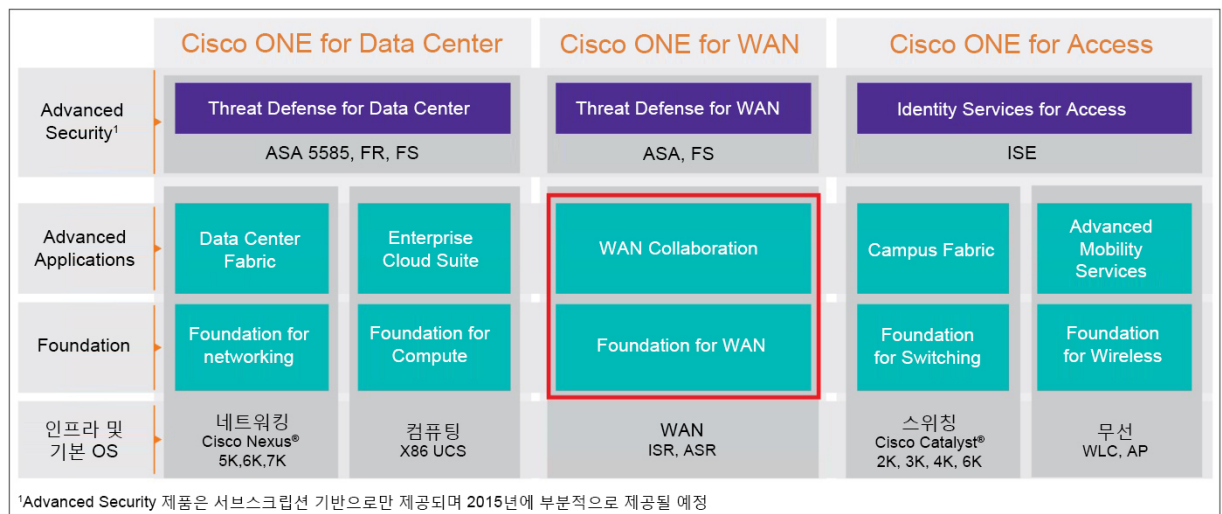 Cisco ONE for Data Center
Cisco ONE for WAN
Cisco ONE for Access
Advanced
Security¹
Threat Defense for Data Center
Threat Defense for WAN
Identity Services for Access
ASA 5585, FR, FS
ASA, FS
ISE
Advanced
Applications
Data Center
Fabric
Enterprise
Cloud Suite
WAN Collaboration
Campus Fabric
Advanced
Mobility
Services
Foundation
Foundation for
networking
Foundation for
Compute
Foundation for WAN
Foundation
for Switching
Foundation
for Wireless
인프라 및
기본 OS
네트워킹
Cisco Nexus®
5K,6K,7K
컴퓨팅
X86 UCS
WAN
ISR, ASR
스위칭
Cisco Catalyst®
2K, 3K, 4K, 6K
무선
WLC, AP
¹Advanced Security 제품은 서브스크립션 기반으로만 제공되며 2015년에 부분적으로 제공될 예정